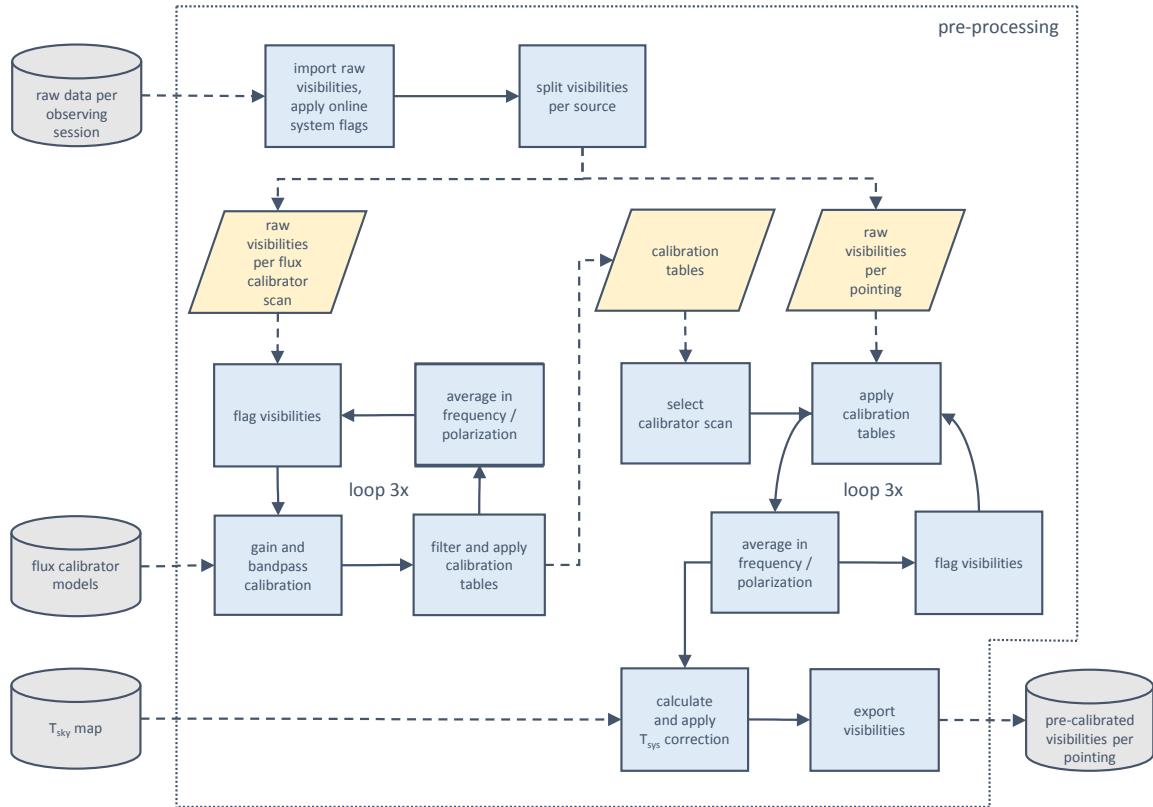 pre-processing
raw data per
observing
session
import raw
visibilities,
apply online
system flags
split visibilities
per source
raw
visibilities
per flux
calibrator
scan
calibration
tables
raw
visibilities
per
pointing
flag visibilities
average in
frequency /
polarization
select
calibrator scan
apply
calibration
tables
loop 3x
loop 3x
flux calibrator
models
gain and
bandpass
calibration
filter and apply
calibration
tables
average in
frequency /
polarization
flag visibilities
Tsky map
calculate
and apply
Tsys correction
export
visibilities
pre-calibrated
visibilities per
pointing